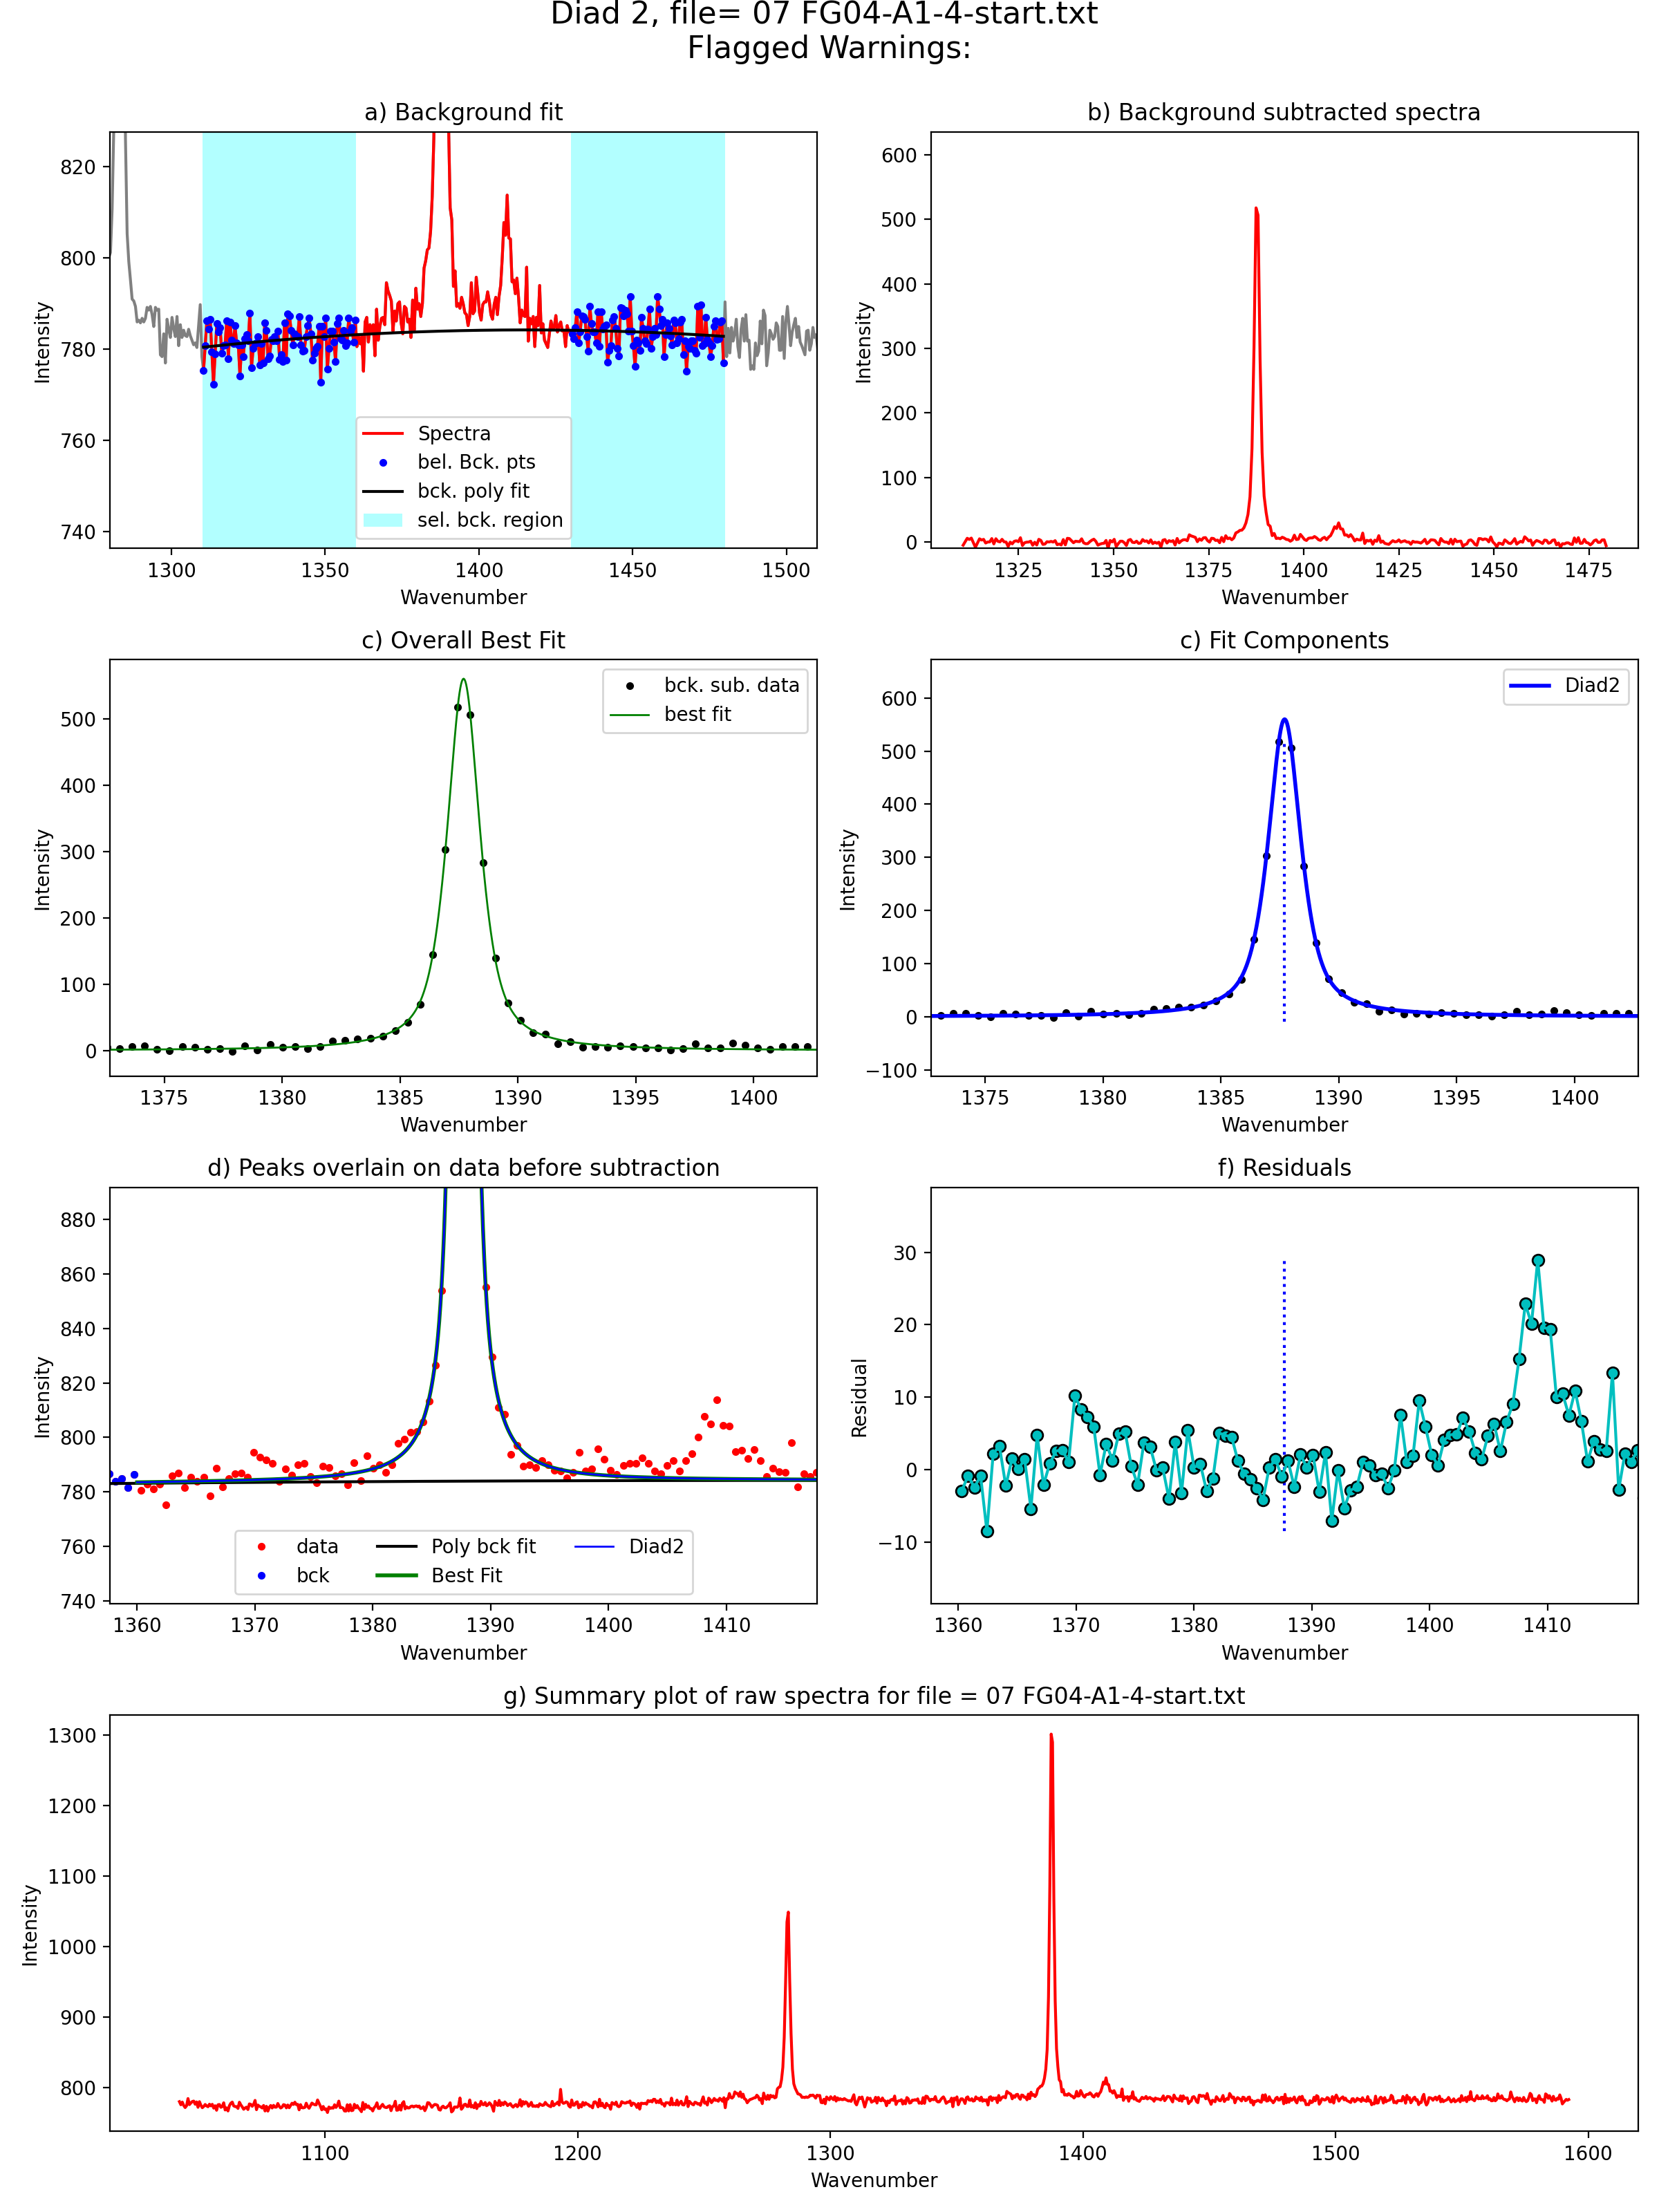 Diad 2, file= 07 FG04-A1-4-start.txt
Flagged Warnings:
a) Background fit
820
800
780
760
740
Intensity
Spectra
bel. Bck. pts
bck. poly fit
sel. bck. region
1300 1350 1400 1450 1500
Wavenumber
b) Background subtracted spectra
600
500
400
300
200
100
0
Intensity
1325 1350 1375 1400 1425 1450 1475
Wavenumber
c) Overall Best Fit
500
400
300
200
100
0
Intensity
bck. sub. data
best fit
1375 1380 1385 1390 1395 1400
Wavenumber
c) Fit Components
600
500
400
300
200
100
0
−100
Intensity
Diad2
1375 1380 1385 1390 1395 1400
Wavenumber
d) Peaks overlain on data before subtraction
880
860
840
820
800
780
760
740
Intensity
data
bck
Poly bck fit
Best Fit
Diad2
1360 1370 1380 1390 1400 1410
Wavenumber
f) Residuals
30
20
10
0
−10
Residual
1360 1370 1380 1390 1400 1410
Wavenumber
g) Summary plot of raw spectra for file = 07 FG04-A1-4-start.txt
1300
1200
1100
1000
900
800
Intensity
1100 1200 1300 1400 1500 1600
Wavenumber